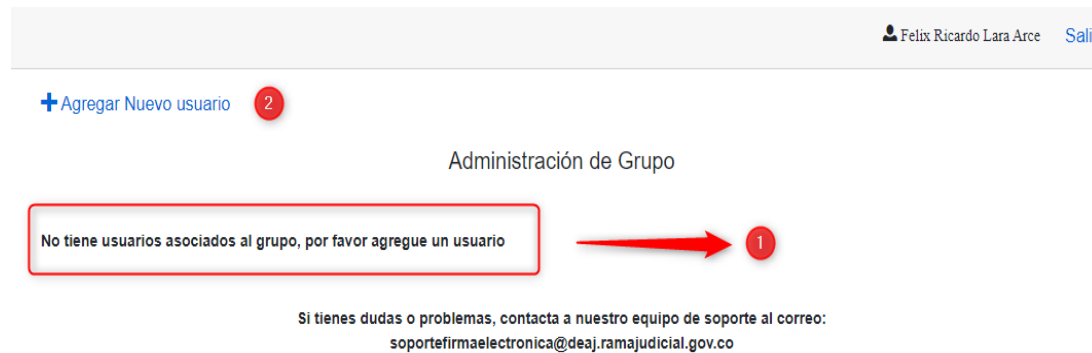 Felix Ricardo Lara Arce Sali
Agregar Nuevo usuario 2
Administración de Grupo
No tiene usuarios asociados al grupo, por favor agregue un usuario 1
Si tienes dudas o problemas, contacta a nuestro equipo de soporte al correo:
soportefirmaelectronica@deaj.ramajudicial.gov.co